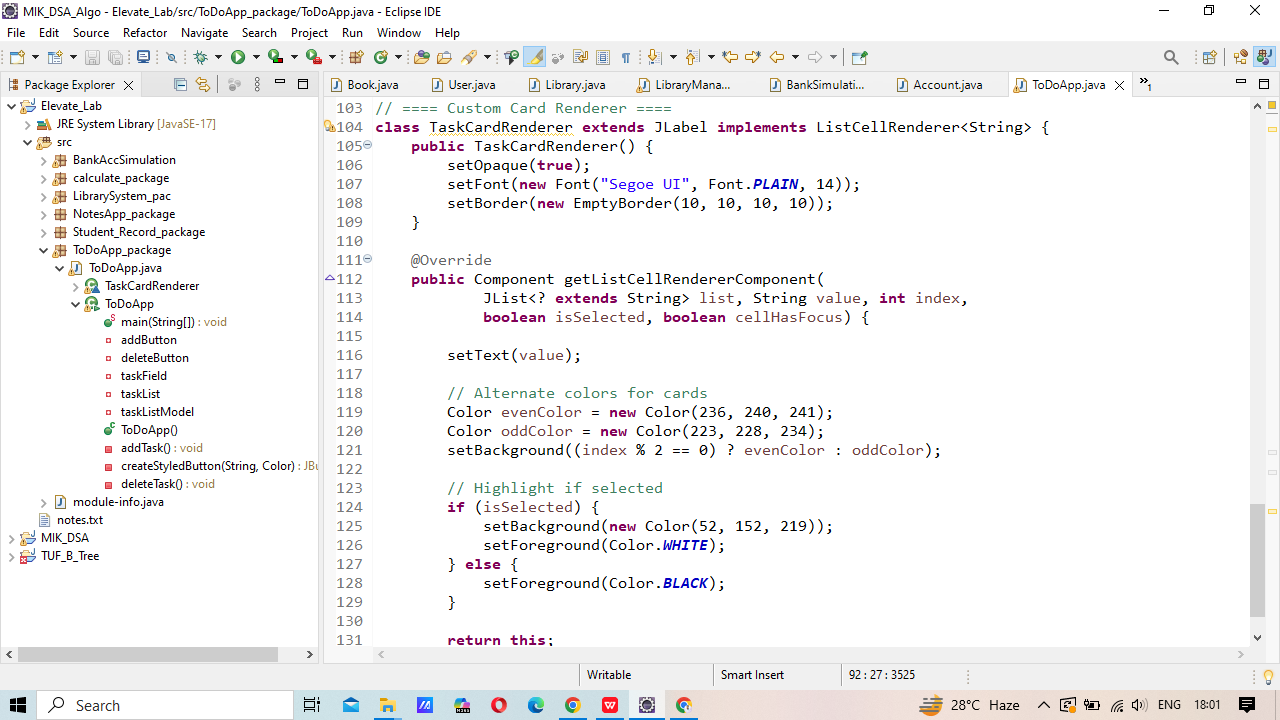 MIK_DSA_Algo - Elevate_Lab/src/ToDoApp_package/ToDoApp.java - Eclipse IDE
File Edit Source Refactor Navigate Search Project Run Window Help
Package Explorer
Book.java User.java Library.java LibraryMana... BankSimulati... Account.java ToDoApp.java »1
Elevate_Lab
JRE System Library [JavaSE-17]
src
BankAccSimulation
calculate_package
LibrarySystem_pac
NotesApp_package
Student_Record_package
ToDoApp_package
ToDoApp.java
TaskCardRenderer
ToDoApp
main(String[]) : void
addButton
deleteButton
taskField
taskList
taskListModel
ToDoApp()
addTask() : void
createStyledButton(String, Color) : JBu
deleteTask() : void
module-info.java
notes.txt
MIK_DSA
TUF_B_Tree
103 // ==== Custom Card Renderer ====
104 class TaskCardRenderer extends JLabel implements ListCellRenderer<String> {
105 public TaskCardRenderer() {
106 setOpaque(true);
107 setFont(new Font("Segoe UI", Font.PLAIN, 14));
108 setBorder(new EmptyBorder(10, 10, 10, 10));
109 }
110
111 @Override
112 public Component getListCellRendererComponent(
113 JList<? extends String> list, String value, int index,
114 boolean isSelected, boolean cellHasFocus) {
115
116 setText(value);
117
118 // Alternate colors for cards
119 Color evenColor = new Color(236, 240, 241);
120 Color oddColor = new Color(223, 228, 234);
121 setBackground((index % 2 == 0) ? evenColor : oddColor);
122
123 // Highlight if selected
124 if (isSelected) {
125 setBackground(new Color(52, 152, 219));
126 setForeground(Color.WHITE);
127 } else {
128 setForeground(Color.BLACK);
129 }
130
131 return this;
Writable Smart Insert 92 : 27 : 3525
Search 28°C Haze ENG 18:01